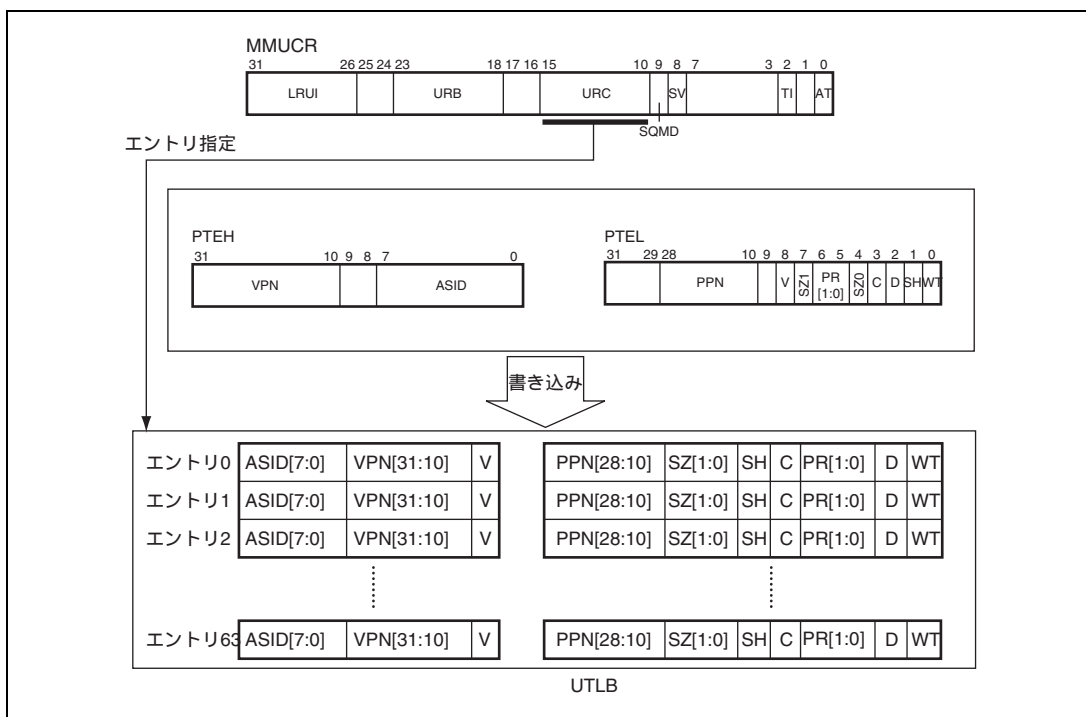 MMUCR
31 26 25 24 23 18 17 16 15 10 9 8 7 3 2 1 0
LRUI URB URC SV TI AT
SQMD
エントリ指定
PTEH
31 10 9 8 7 0
VPN ASID
PTEL
31 29 28 10 9 8 7 6 5 4 3 2 1 0
PPN V SZ1 PR [1:0] SZ0 C D SH WT
書き込み
エントリ0 ASID[7:0] VPN[31:10] V PPN[28:10] SZ[1:0] SH C PR[1:0] D WT
エントリ1 ASID[7:0] VPN[31:10] V PPN[28:10] SZ[1:0] SH C PR[1:0] D WT
エントリ2 ASID[7:0] VPN[31:10] V PPN[28:10] SZ[1:0] SH C PR[1:0] D WT
エントリ63 ASID[7:0] VPN[31:10] V PPN[28:10] SZ[1:0] SH C PR[1:0] D WT
UTLB